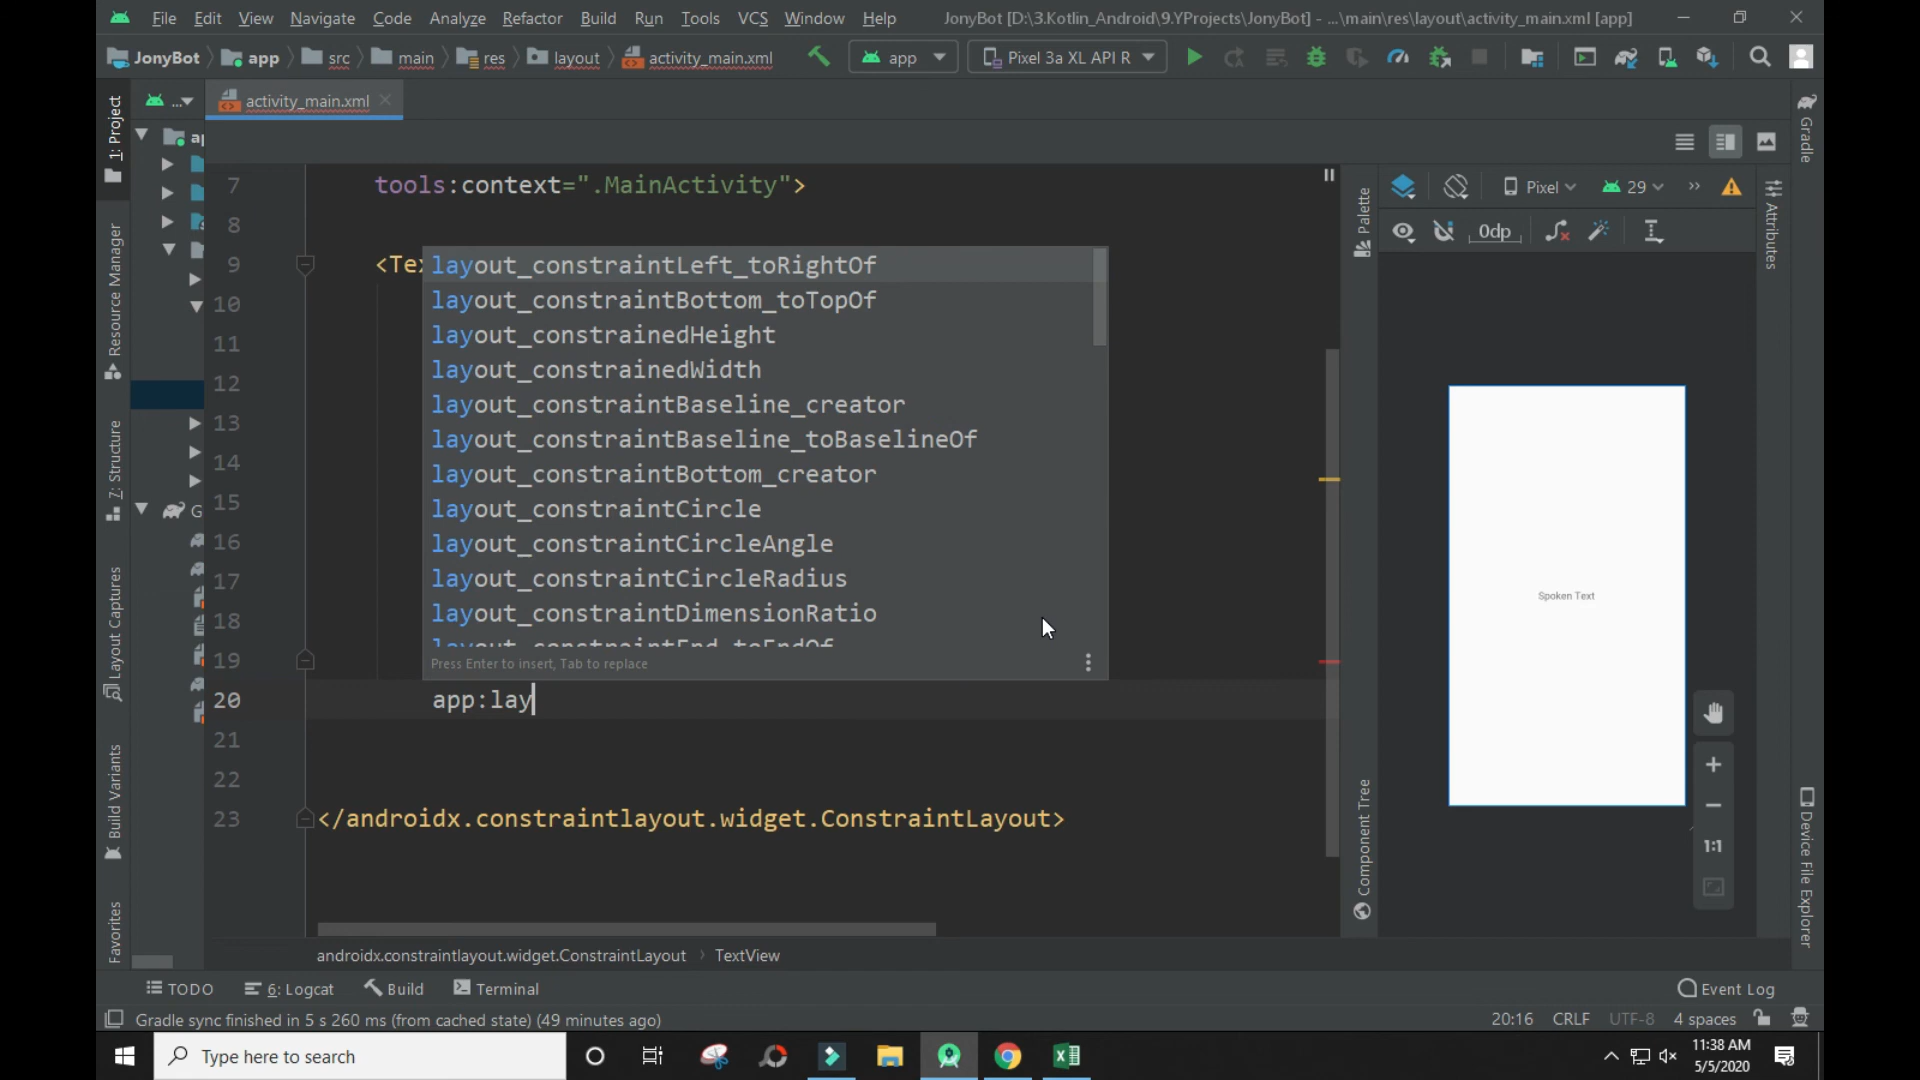 File Edit View Navigate Code Analyze Refactor Build Run Tools VCS Window Help JonyBot [D:\3.Kotlin_Android\9.YProjects\JonyBot] - ...\main\res\layout\activity_main.xml [app]
JonyBot app src main res layout activity_main.xml app Pixel 3a XL API R
1: Project
...
activity_main.xml
Gradle
Resource Manager
Z: Structure
Layout Captures
Build Variants
Favorites
ap
G
7 tools:context=".MainActivity">
8
9 <Tex
10
11
12
13
14
15
16
17
18
19
20 app:lay
21
22
23 </androidx.constraintlayout.widget.ConstraintLayout>
layout_constraintLeft_toRightOf
layout_constraintBottom_toTopOf
layout_constrainedHeight
layout_constrainedWidth
layout_constraintBaseline_creator
layout_constraintBaseline_toBaselineOf
layout_constraintBottom_creator
layout_constraintCircle
layout_constraintCircleAngle
layout_constraintCircleRadius
layout_constraintDimensionRatio
layout_constraintEnd_toEndOf
Press Enter to insert, Tab to replace
Palette
Pixel 29 »
0dp
Attributes
Spoken Text
1:1
Component Tree
Device File Explorer
androidx.constraintlayout.widget.ConstraintLayout TextView
TODO 6: Logcat Build Terminal Event Log
Gradle sync finished in 5 s 260 ms (from cached state) (49 minutes ago) 20:16 CRLF UTF-8 4 spaces
Type here to search
11:38 AM
5/5/2020